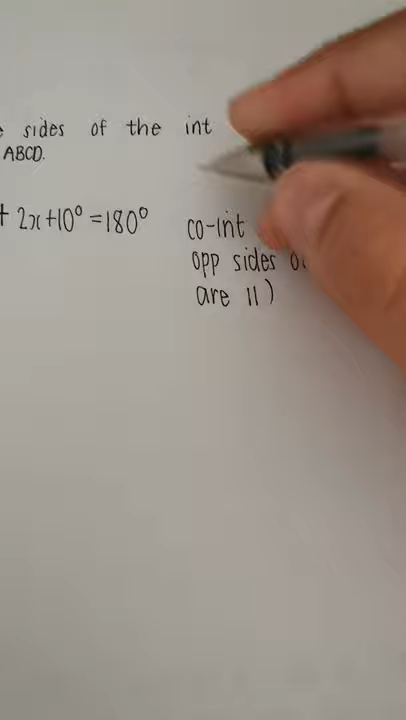 sides of the int
ABCD.
+ 2x+10° = 180°
co-int
opp sides
are || )